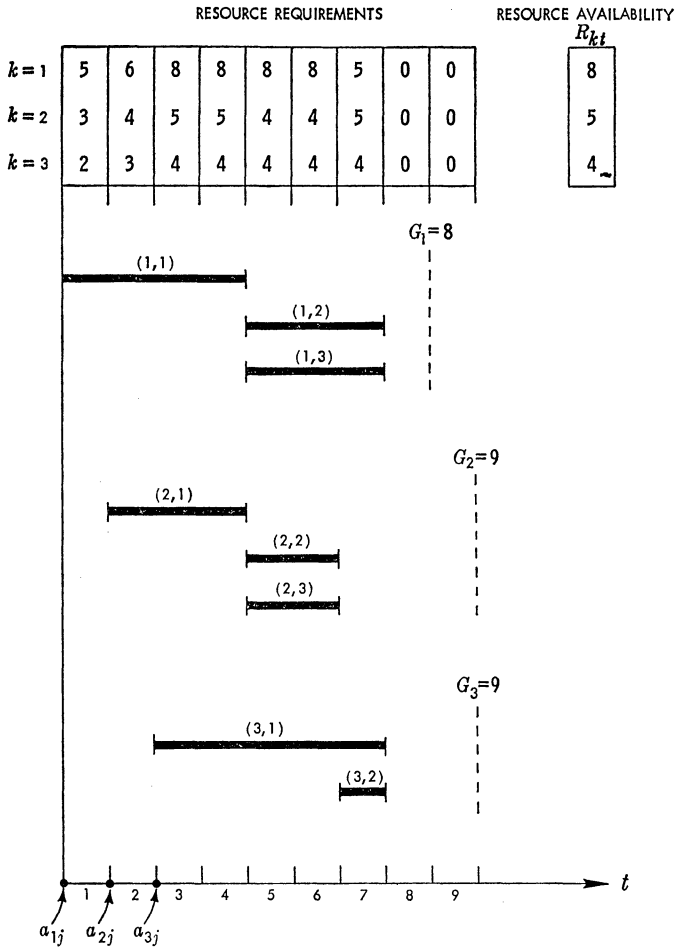 RESOURCE REQUIREMENTS RESOURCE AVAILABILITY
R_kt
k = 1 5 6 8 8 8 8 5 0 0 8
k = 2 3 4 5 5 4 4 5 0 0 5
k = 3 2 3 4 4 4 4 4 0 0 4~
G₁=8
(1,1)
(1,2)
(1,3)
G₂=9
(2,1)
(2,2)
(2,3)
G₃=9
(3,1)
(3,2)
t
1 2 3 4 5 6 7 8 9
a_1j a_2j a_3j